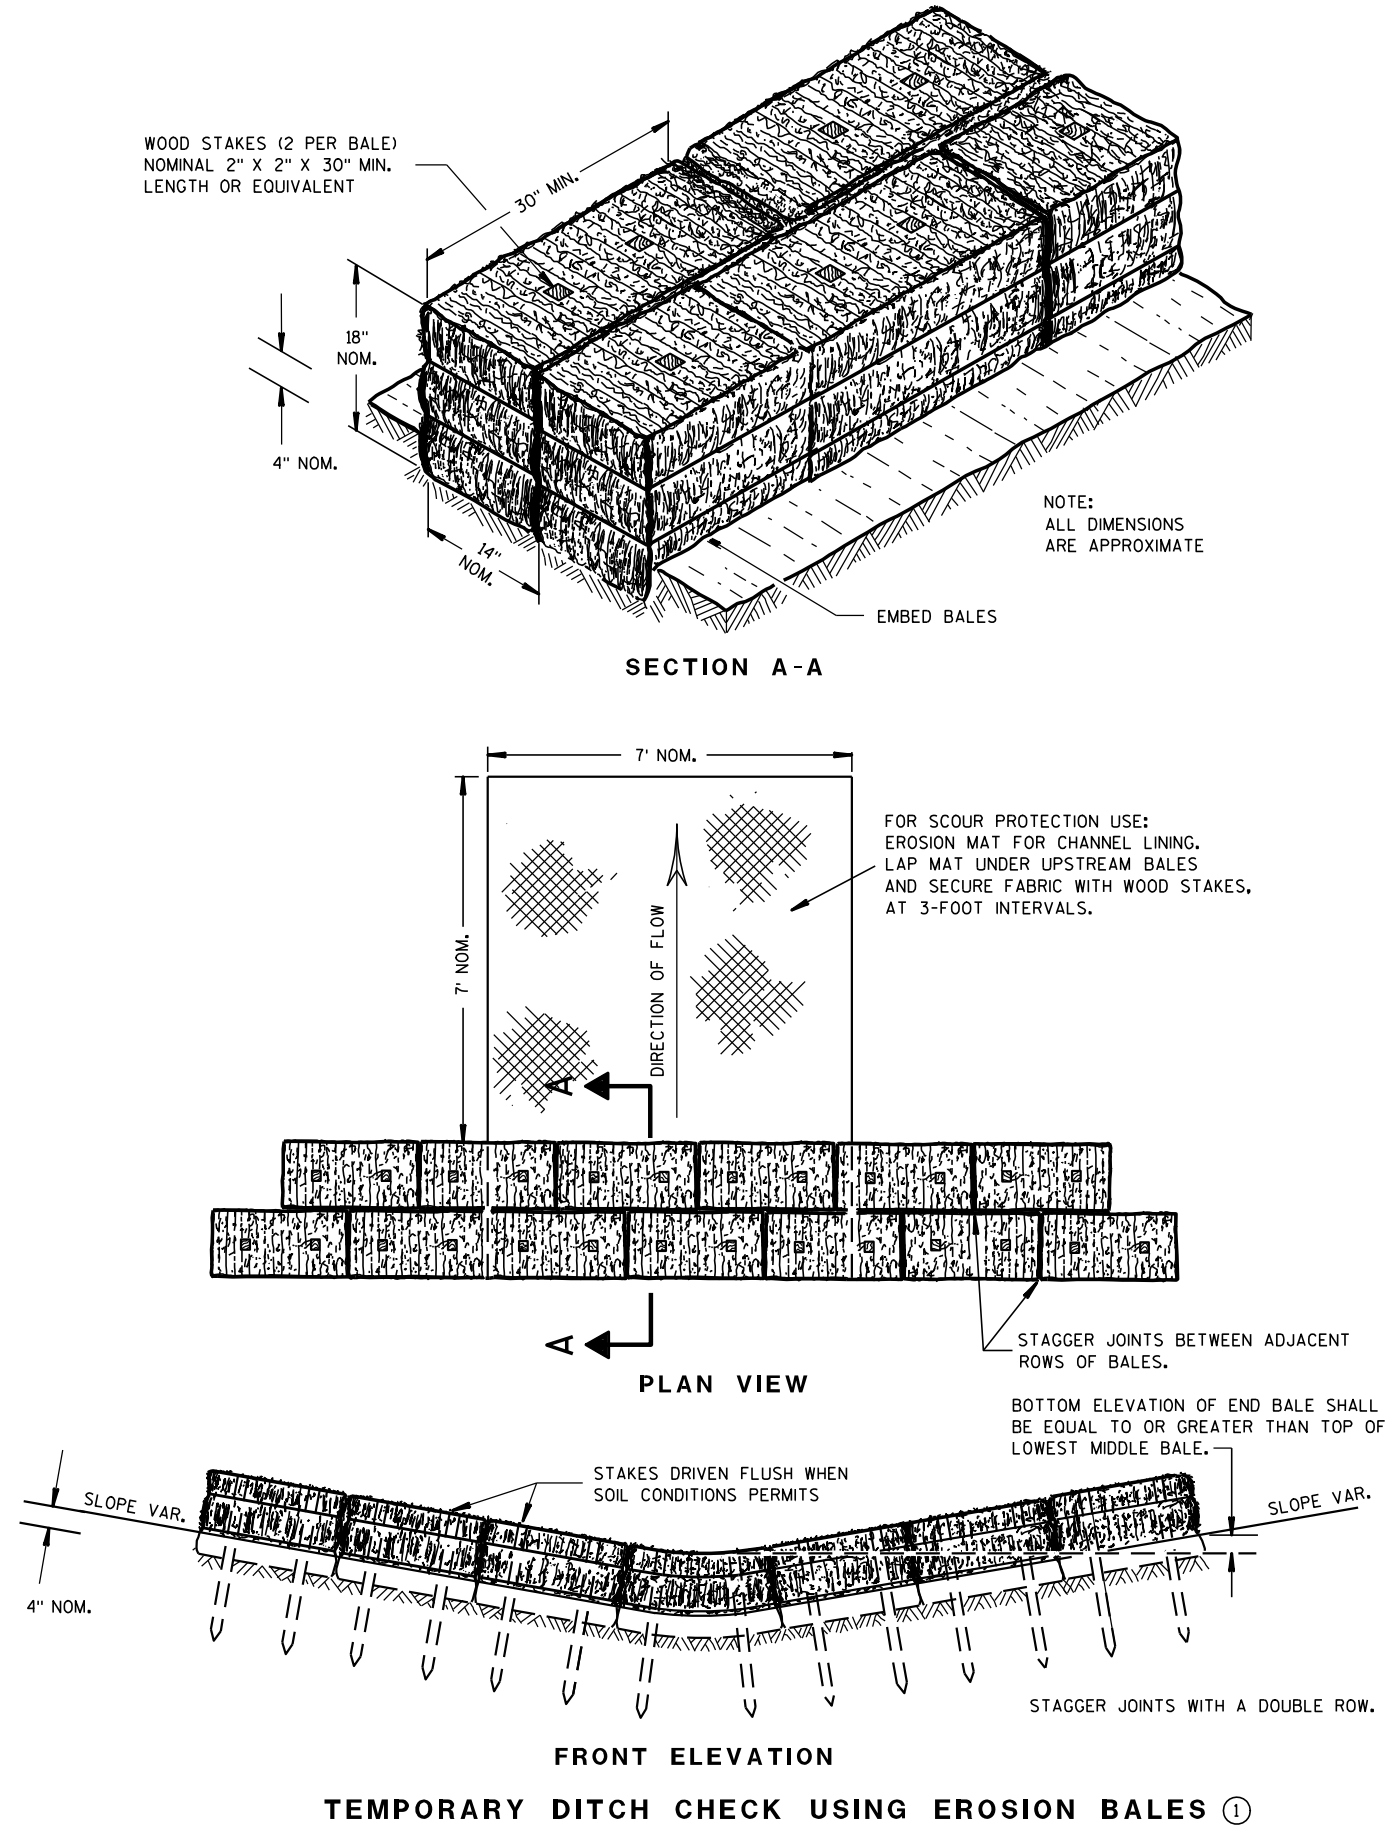 WOOD STAKES (2 PER BALE)
NOMINAL 2" X 2" X 30" MIN.
LENGTH OR EQUIVALENT
30" MIN.
18"
NOM.
4" NOM.
14"
NOM.
NOTE:
ALL DIMENSIONS
ARE APPROXIMATE
EMBED BALES
SECTION A-A
7' NOM.
7' NOM.
DIRECTION OF FLOW
FOR SCOUR PROTECTION USE:
EROSION MAT FOR CHANNEL LINING.
LAP MAT UNDER UPSTREAM BALES
AND SECURE FABRIC WITH WOOD STAKES,
AT 3-FOOT INTERVALS.
A
A
STAGGER JOINTS BETWEEN ADJACENT
ROWS OF BALES.
PLAN VIEW
BOTTOM ELEVATION OF END BALE SHALL
BE EQUAL TO OR GREATER THAN TOP OF
LOWEST MIDDLE BALE.
STAKES DRIVEN FLUSH WHEN
SOIL CONDITIONS PERMITS
SLOPE VAR.
SLOPE VAR.
4" NOM.
STAGGER JOINTS WITH A DOUBLE ROW.
FRONT ELEVATION
TEMPORARY DITCH CHECK USING EROSION BALES ①